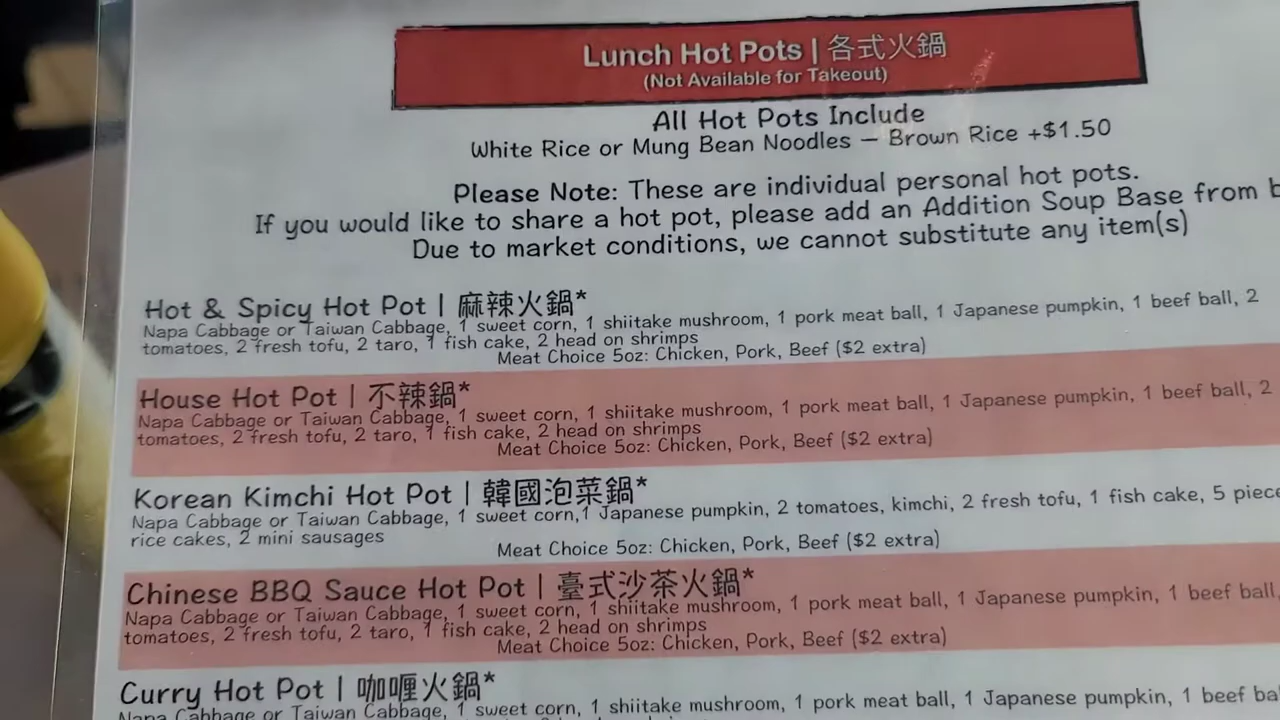 Lunch Hot Pots | 各式火鍋
(Not Available for Takeout)
All Hot Pots Include
White Rice or Mung Bean Noodles – Brown Rice +$1.50
Please Note: These are individual personal hot pots.
If you would like to share a hot pot, please add an Addition Soup Base from
Due to market conditions, we cannot substitute any item(s)
Hot & Spicy Hot Pot | 麻辣火鍋*
Napa Cabbage or Taiwan Cabbage, 1 sweet corn, 1 shiitake mushroom, 1 pork meat ball, 1 Japanese pumpkin, 1 beef ball, 2
tomatoes, 2 fresh tofu, 2 taro, 1 fish cake, 2 head on shrimps
Meat Choice 5oz: Chicken, Pork, Beef ($2 extra)
House Hot Pot | 不辣鍋*
Napa Cabbage or Taiwan Cabbage, 1 sweet corn, 1 shiitake mushroom, 1 pork meat ball, 1 Japanese pumpkin, 1 beef ball, 2
tomatoes, 2 fresh tofu, 2 taro, 1 fish cake, 2 head on shrimps
Meat Choice 5oz: Chicken, Pork, Beef ($2 extra)
Korean Kimchi Hot Pot | 韓國泡菜鍋*
Napa Cabbage or Taiwan Cabbage, 1 sweet corn,1 Japanese pumpkin, 2 tomatoes, kimchi, 2 fresh tofu, 1 fish cake, 5 piece
rice cakes, 2 mini sausages
Meat Choice 5oz: Chicken, Pork, Beef ($2 extra)
Chinese BBQ Sauce Hot Pot | 臺式沙茶火鍋*
Napa Cabbage or Taiwan Cabbage, 1 sweet corn, 1 shiitake mushroom, 1 pork meat ball, 1 Japanese pumpkin, 1 beef ball,
tomatoes, 2 fresh tofu, 2 taro, 1 fish cake, 2 head on shrimps
Meat Choice 5oz: Chicken, Pork, Beef ($2 extra)
Curry Hot Pot | 咖喱火鍋*
Napa Cabbage or Taiwan Cabbage, 1 sweet corn, 1 shiitake mushroom, 1 pork meat ball, 1 Japanese pumpkin, 1 beef